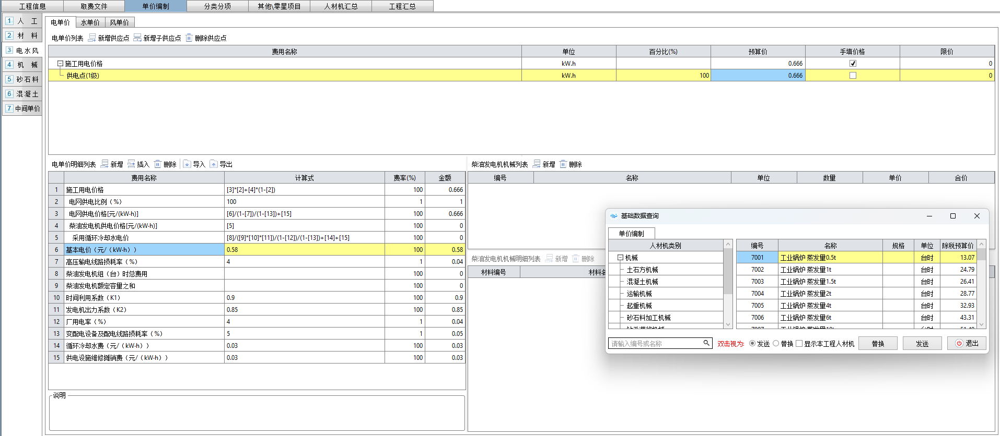 工程信息 取费文件 单价编制 分类分项 其他\零星项目 人材机汇总 工程汇总
1 人 工
2 材 料
3 电 水 风
4 机 械
5 砂 石 料
6 混 凝 土
7 中间单价
电单价 水单价 风单价
电单价列表 新增供应点 新增子供应点 删除供应点
费用名称 单位 百分比(%) 预算价 手填价格 限价
施工用电价格 kW.h 0.666 0
供电点(1级) kW.h 100 0.666 0
电单价明细列表 新增 插入 删除 导入 导出
费用名称 计算式 费率(%) 金额
1 施工用电价格 [3]*[2]+[4]*(1-[2]) 100 0.666
2 电网供电比例（%） 100 1 1
3 电网供电价格[元/(kW·h)] [6]/(1-[7])/(1-[13])+[15] 100 0.666
4 柴油发电机供电价格[元/(kW·h)] [5] 100 0
5 采用循环冷却水电价 [8]/([9]*[10]*[11])/(1-[12])/(1-[13])+[14]+[15] 100 0
6 基本电价（元/（kW·h）） 0.58 100 0.58
7 高压输电线路损耗率（%） 4 1 0.04
8 柴油发电机组（台）时总费用 100 0
9 柴油发电机额定容量之和 100 0
10 时间利用系数（K1） 0.9 100 0.9
11 发电机出力系数（K2） 0.85 100 0.85
12 厂用电率（%） 4 1 0.04
13 变配电设备及配电线路损耗率（%） 5 1 0.05
14 循环冷却水费（元/（kW·h）） 0.03 100 0.03
15 供电设施维修摊销费（元/（kW·h）） 0.03 100 0.03
说明
柴油发电机机械列表 新增 删除
编号 名称 单位 数量 单价 合价
柴油发电机机械明细列表 新增 删除
材料编号 材料
基础数据查询
单价编制
人材机类别
机械
土石方机械
混凝土机械
运输机械
起重机械
砂石料加工机械
编号 名称 规格 单位 除税预算价
7001 工业锅炉 蒸发量0.5t 台时 13.07
7002 工业锅炉 蒸发量1t 台时 24.79
7003 工业锅炉 蒸发量1.5t 台时 26.41
7004 工业锅炉 蒸发量2t 台时 28.77
7005 工业锅炉 蒸发量4t 台时 32.93
7006 工业锅炉 蒸发量6t 台时 43.31
请输入编号或名称 双击视为: 发送 替换 显示本工程人材机 替换 发送 退出